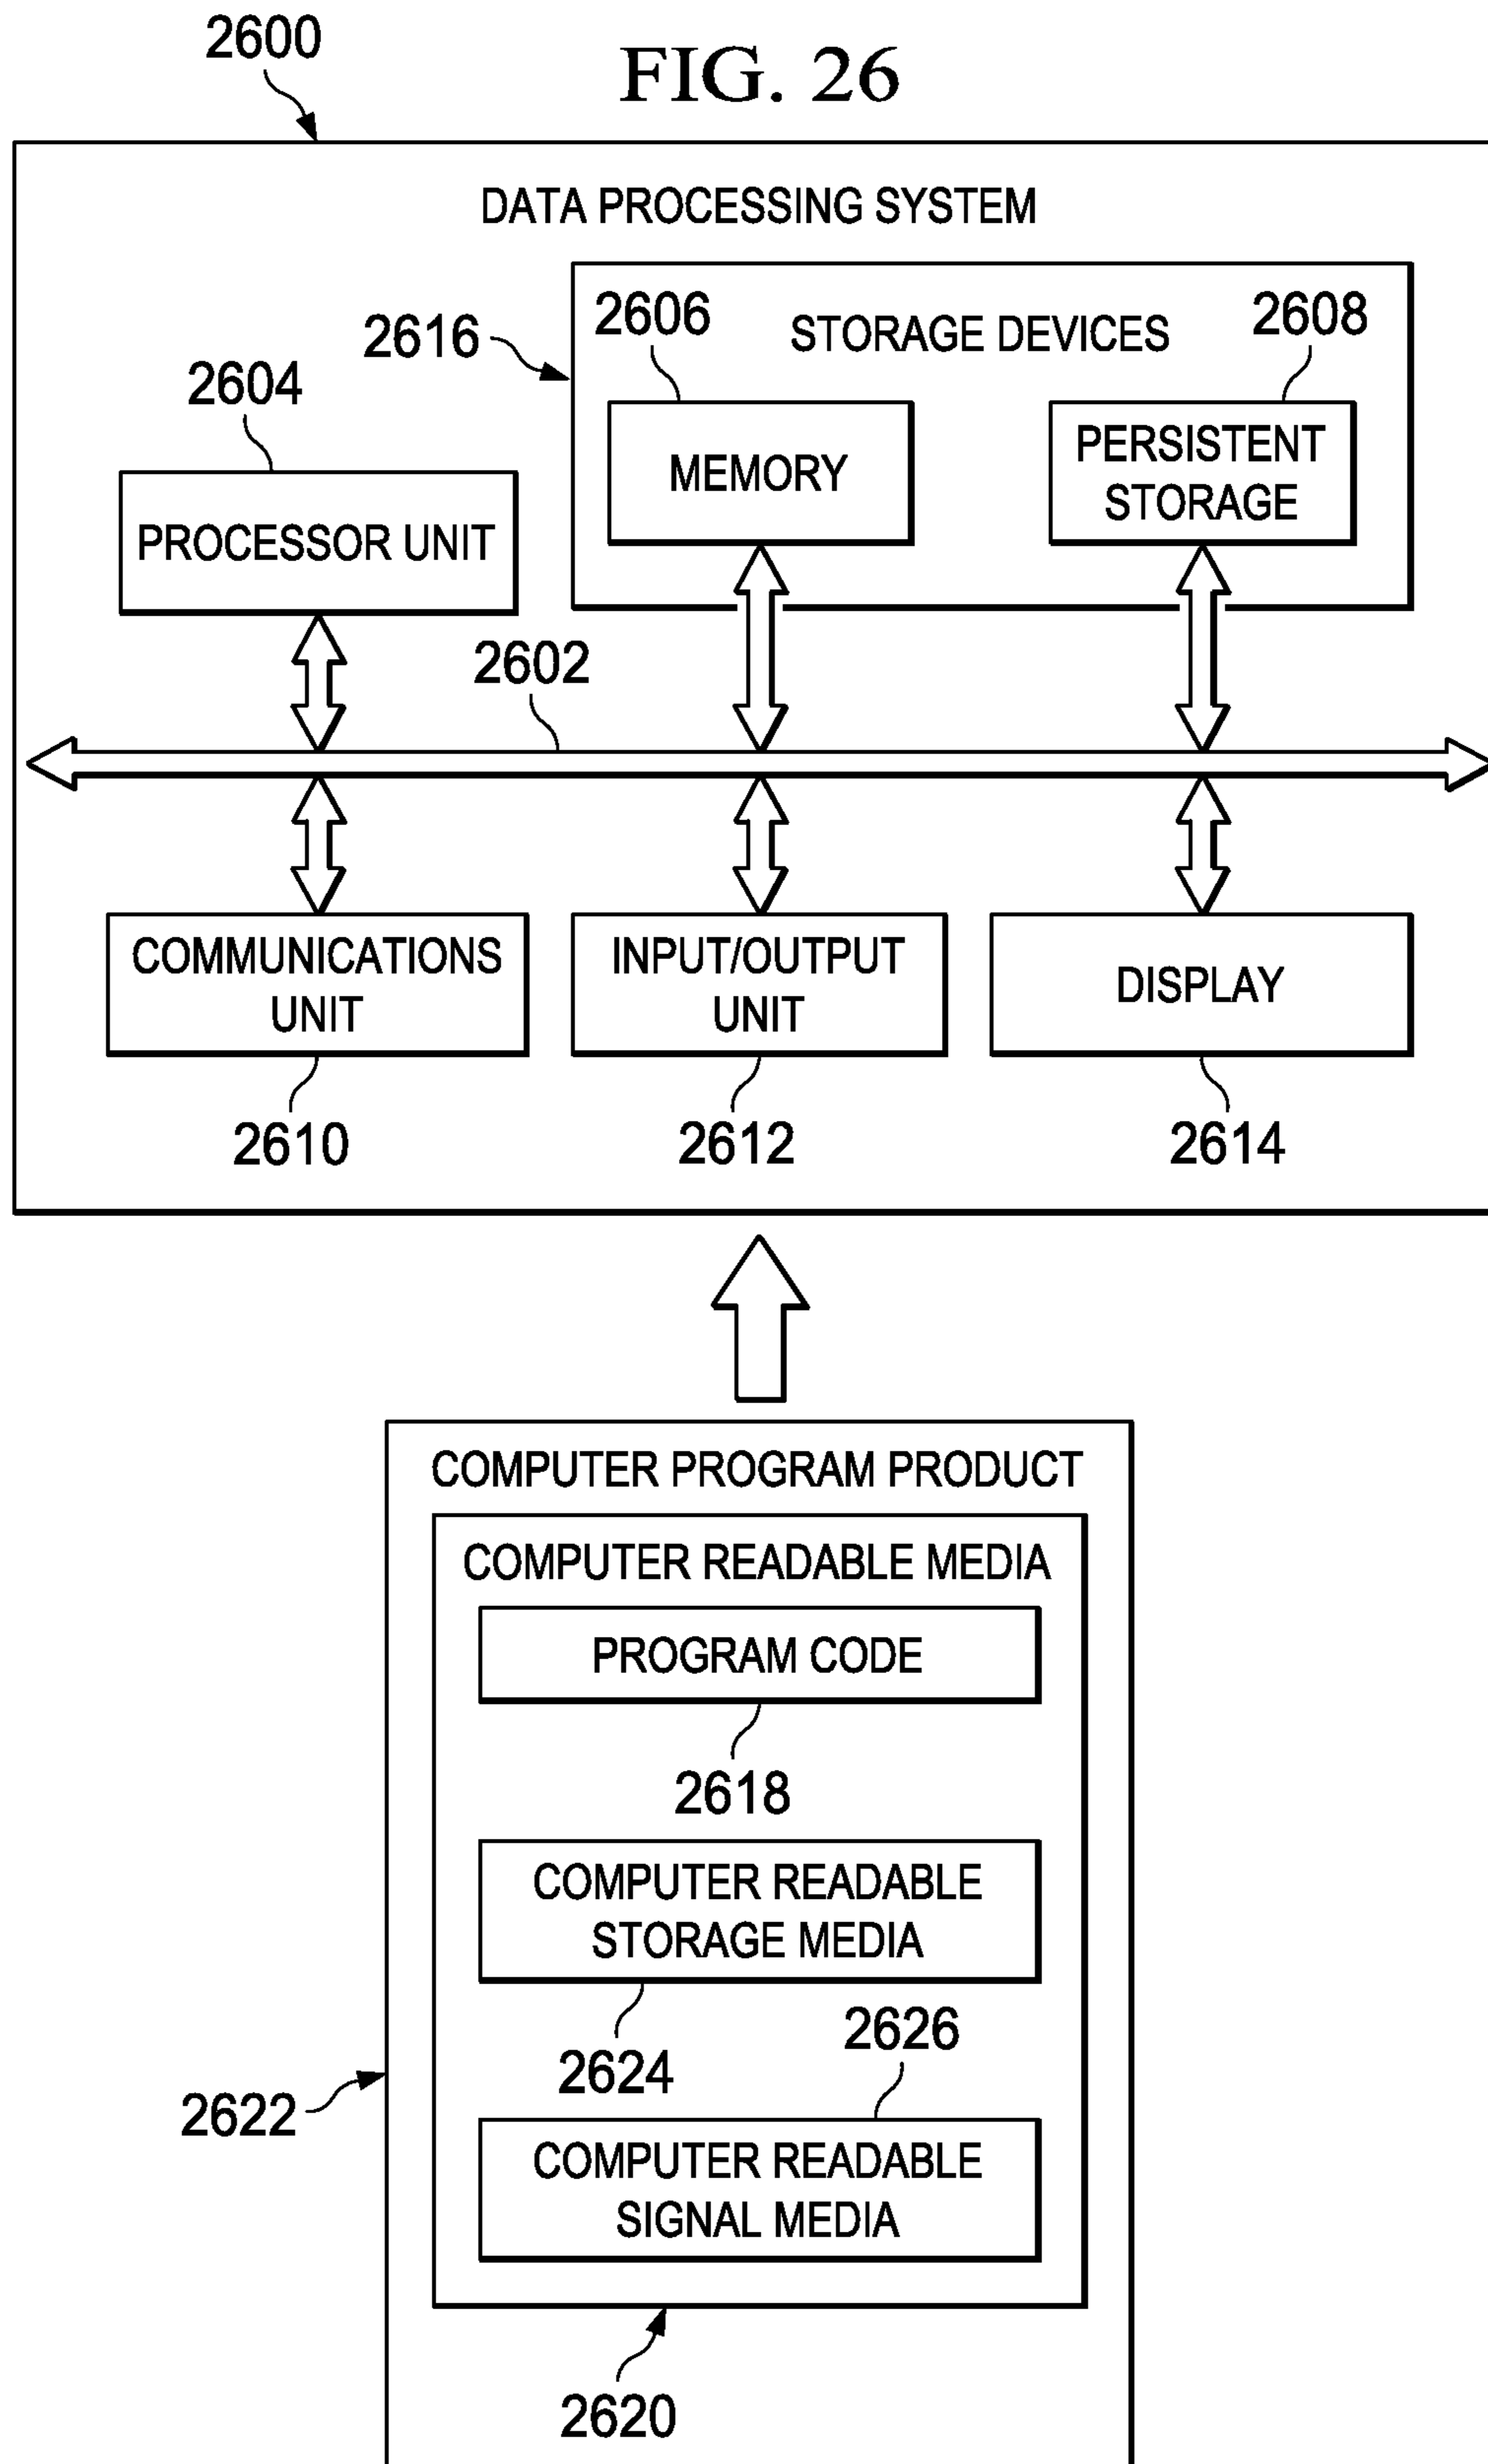 2600
FIG. 26
DATA PROCESSING SYSTEM
2616
2606
STORAGE DEVICES
2608
2604
MEMORY
PERSISTENT
STORAGE
PROCESSOR UNIT
2602
COMMUNICATIONS
UNIT
INPUT/OUTPUT
UNIT
DISPLAY
2610
2612
2614
COMPUTER PROGRAM PRODUCT
COMPUTER READABLE MEDIA
PROGRAM CODE
2618
COMPUTER READABLE
STORAGE MEDIA
2624
2626
2622
COMPUTER READABLE
SIGNAL MEDIA
2620